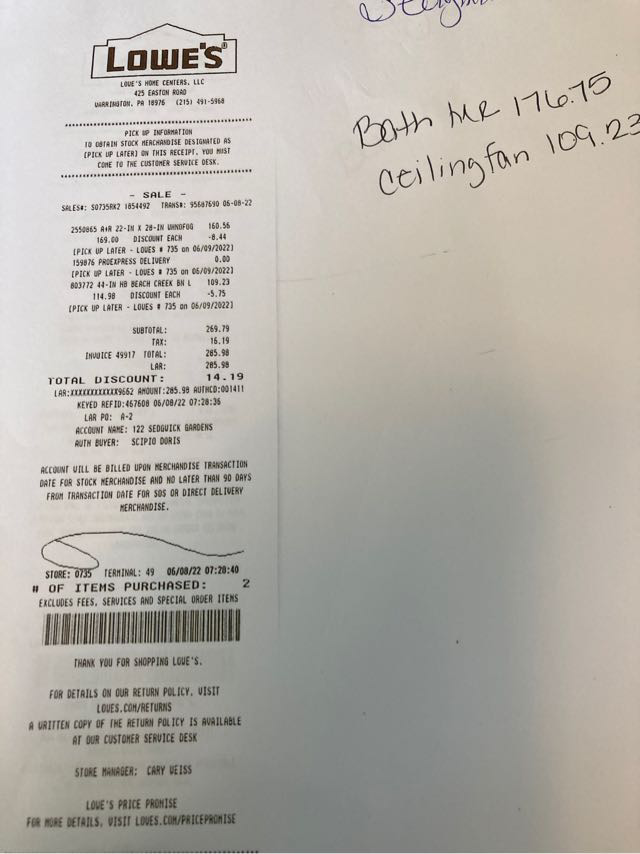 LOWE'S®
LOWE'S HOME CENTERS, LLC
425 EASTON ROAD
WARRINGTON, PA 18976 (215) 491-5968
PICK UP INFORMATION
TO OBTAIN STOCK MERCHANDISE DESIGNATED AS
[PICK UP LATER] ON THIS RECEIPT, YOU MUST
COME TO THE CUSTOMER SERVICE DESK.
- SALE -
SALES#: S0735RK2 1854492 TRANS#: 95687690 06-08-22
2550865 A+R 22-IN X 28-IN WHNDFOG 160.56
169.00 DISCOUNT EACH -8.44
[PICK UP LATER - LOWES # 735 on 06/09/2022]
159876 PROEXPRESS DELIVERY 0.00
[PICK UP LATER - LOWES # 735 on 06/09/2022]
803772 44-IN HB BEACH CREEK BN L 109.23
114.98 DISCOUNT EACH -5.75
[PICK UP LATER - LOWES # 735 on 06/09/2022]
SUBTOTAL: 269.79
TAX: 16.19
INVOICE 49917 TOTAL: 285.98
LAR: 285.98
TOTAL DISCOUNT: 14.19
LAR:XXXXXXXXXXXX9662 AMOUNT:285.98 AUTHCD:001411
KEYED REFID:467608 06/08/22 07:28:36
LAR PO: A-2
ACCOUNT NAME: 122 SEDGWICK GARDENS
AUTH BUYER: SCIPIO DORIS
ACCOUNT WILL BE BILLED UPON MERCHANDISE TRANSACTION
DATE FOR STOCK MERCHANDISE AND NO LATER THAN 90 DAYS
FROM TRANSACTION DATE FOR SOS OR DIRECT DELIVERY
MERCHANDISE.
STORE: 0735 TERMINAL: 49 06/08/22 07:28:40
# OF ITEMS PURCHASED: 2
EXCLUDES FEES, SERVICES AND SPECIAL ORDER ITEMS
THANK YOU FOR SHOPPING LOWE'S.
FOR DETAILS ON OUR RETURN POLICY, VISIT
LOWES.COM/RETURNS
A WRITTEN COPY OF THE RETURN POLICY IS AVAILABLE
AT OUR CUSTOMER SERVICE DESK
STORE MANAGER: CARY WEISS
LOWE'S PRICE PROMISE
FOR MORE DETAILS, VISIT LOWES.COM/PRICEPROMISE
Bath MR 176.75
Ceiling fan 109.23